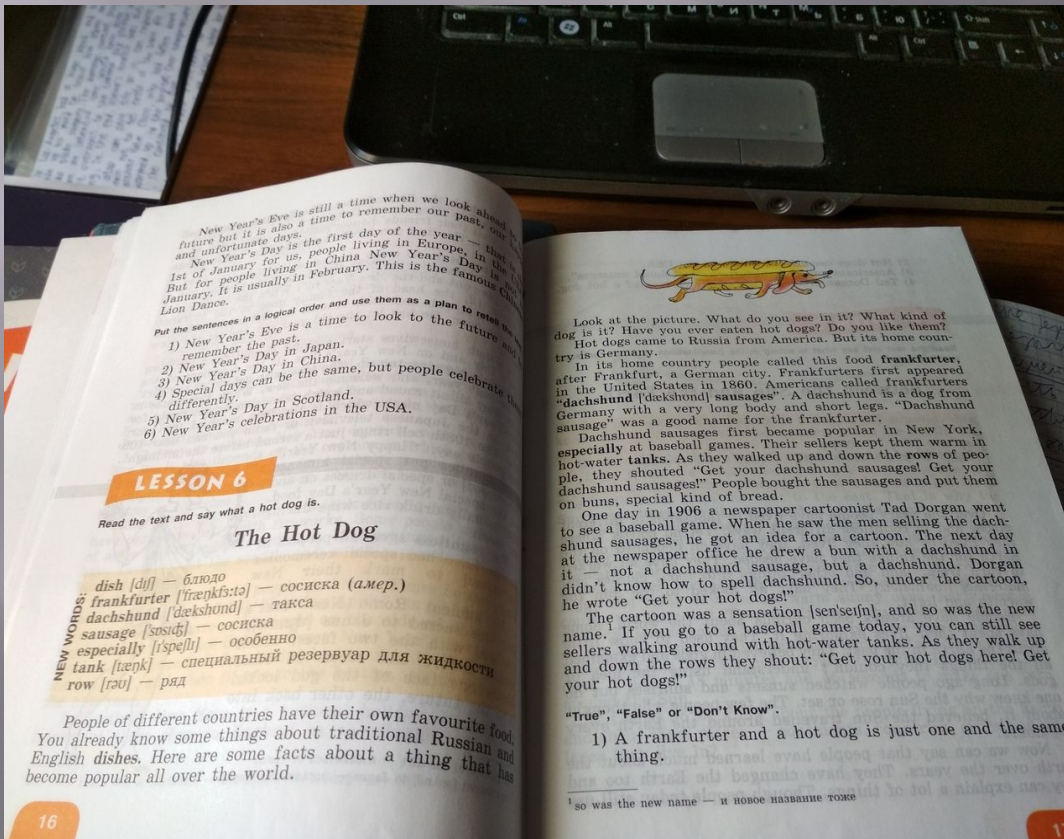 New Year's Eve is still a time when we look ahead
future but it is also a time to remember our past, our
and unfortunate days.
New Year's Day is the first day of the year — that is
1st of January for us, people living in Europe, in the
But for people living in China New Year's Day is
January. It is usually in February. This is the famous
Lion Dance.
Put the sentences in a logical order and use them as a plan to retell the
1) New Year's Eve is a time to look to the future and
remember the past.
2) New Year's Day in Japan.
3) New Year's Day in China.
4) Special days can be the same, but people celebrate
differently.
5) New Year's Day in Scotland.
6) New Year's celebrations in the USA.
LESSON 6
Read the text and say what a hot dog is.
The Hot Dog
NEW WORDS:
dish [dɪʃ] — блюдо
frankfurter ['fræŋkfɜ:tə] — сосиска (амер.)
dachshund ['dækshʊnd] — такса
sausage ['sɒsɪʤ] — сосиска
especially [ɪ'speʃlɪ] — особенно
tank [tæŋk] — специальный резервуар для жидкости
row [rəʊ] — ряд
People of different countries have their own favourite food.
You already know some things about traditional Russian and
English dishes. Here are some facts about a thing that has
become popular all over the world.
16
Look at the picture. What do you see in it? What kind of
dog is it? Have you ever eaten hot dogs? Do you like them?
Hot dogs came to Russia from America. But its home coun-
try is Germany.
In its home country people called this food frankfurter,
after Frankfurt, a German city. Frankfurters first appeared
in the United States in 1860. Americans called frankfurters
"dachshund ['dækshʊnd] sausages". A dachshund is a dog from
Germany with a very long body and short legs. "Dachshund
sausage" was a good name for the frankfurter.
Dachshund sausages first became popular in New York,
especially at baseball games. Their sellers kept them warm in
hot-water tanks. As they walked up and down the rows of peo-
ple, they shouted "Get your dachshund sausages! Get your
dachshund sausages!" People bought the sausages and put them
on buns, special kind of bread.
One day in 1906 a newspaper cartoonist Tad Dorgan went
to see a baseball game. When he saw the men selling the dach-
shund sausages, he got an idea for a cartoon. The next day
at the newspaper office he drew a bun with a dachshund in
it — not a dachshund sausage, but a dachshund. Dorgan
didn't know how to spell dachshund. So, under the cartoon,
he wrote "Get your hot dogs!"
The cartoon was a sensation [sen'seɪʃn], and so was the new
name.¹ If you go to a baseball game today, you can still see
sellers walking around with hot-water tanks. As they walk up
and down the rows they shout: "Get your hot dogs here! Get
your hot dogs!"
"True", "False" or "Don't Know".
1) A frankfurter and a hot dog is just one and the same
thing.
¹ so was the new name — и новое название тоже